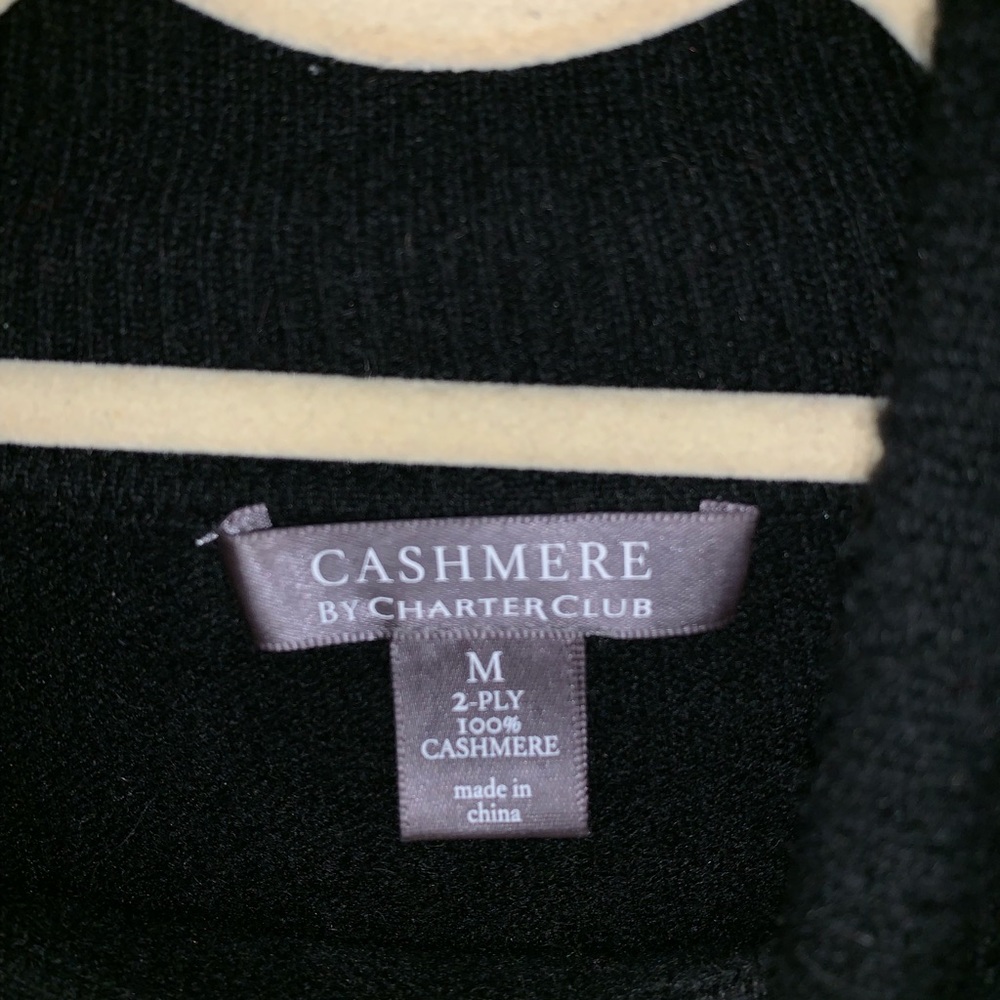 CASHMERE
BY CHARTER CLUB
M
2-PLY
100%
CASHMERE
made in
china